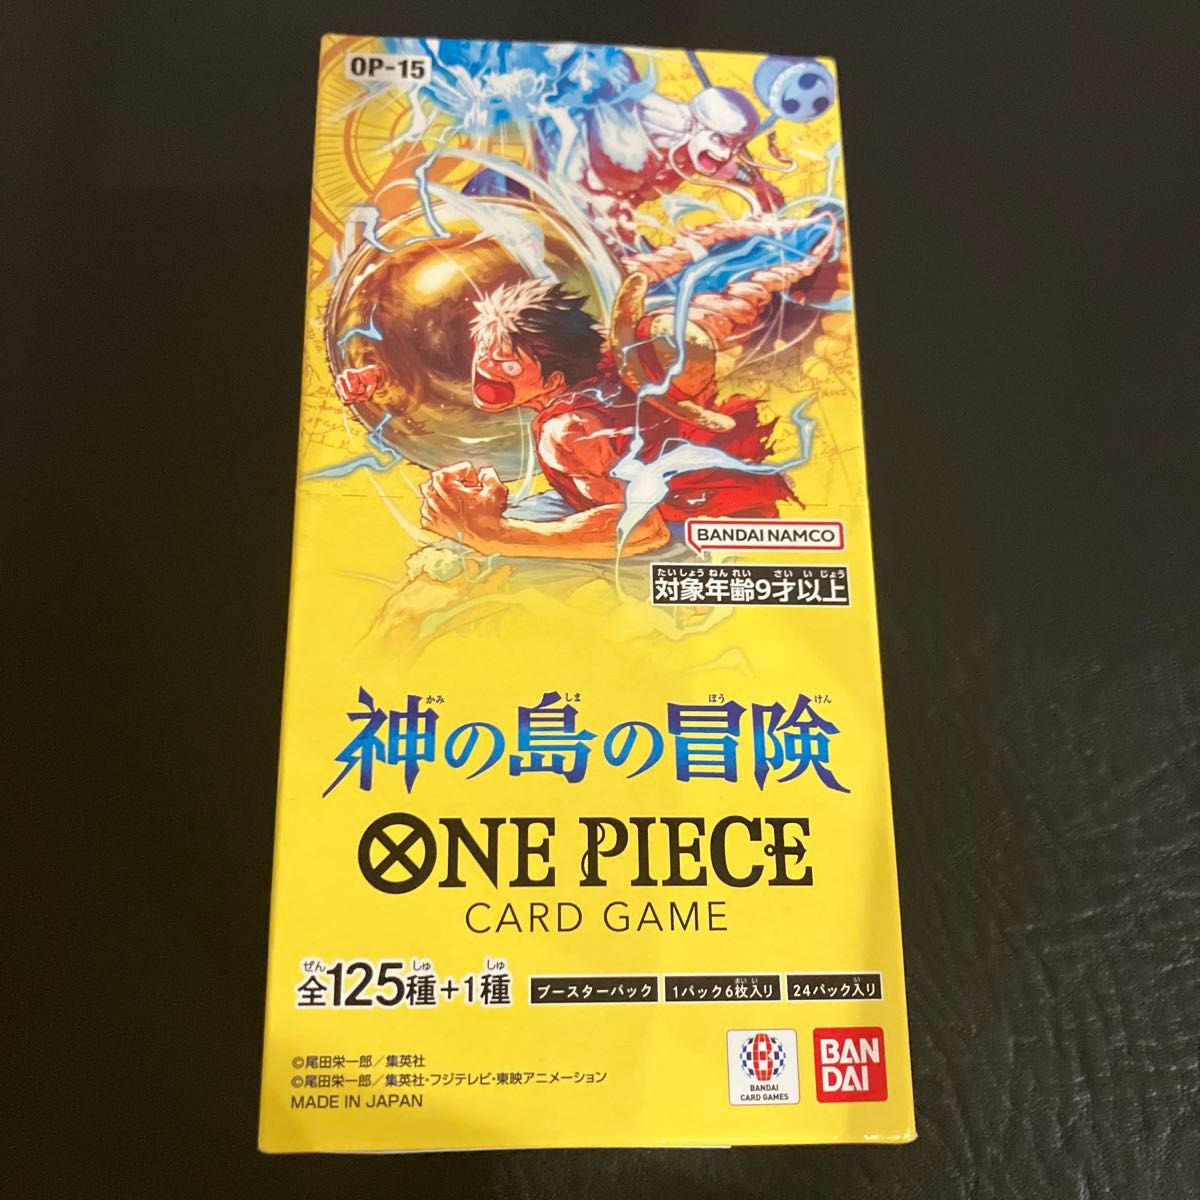 OP-15
BANDAI NAMCO
たいしょうねんれい さい いじょう
対象年齢9才以上
かみ しま ぼう けん
神の島の冒険
ONE PIECE
CARD GAME
ぜん しゅ しゅ
全125種+1種
ブースターパック
まい い
1パック6枚入り
い
24パック入り
©尾田栄一郎/集英社
©尾田栄一郎/集英社・フジテレビ・東映アニメーション
MADE IN JAPAN
B
BANDAI
CARD GAMES
BAN
DAI